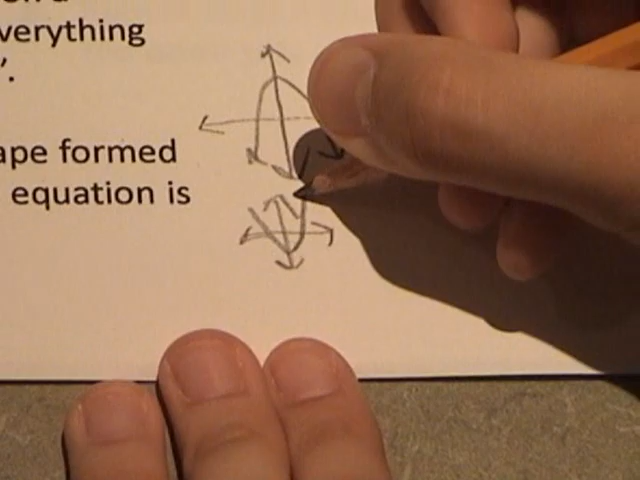 verything
'.
ape formed
equation is